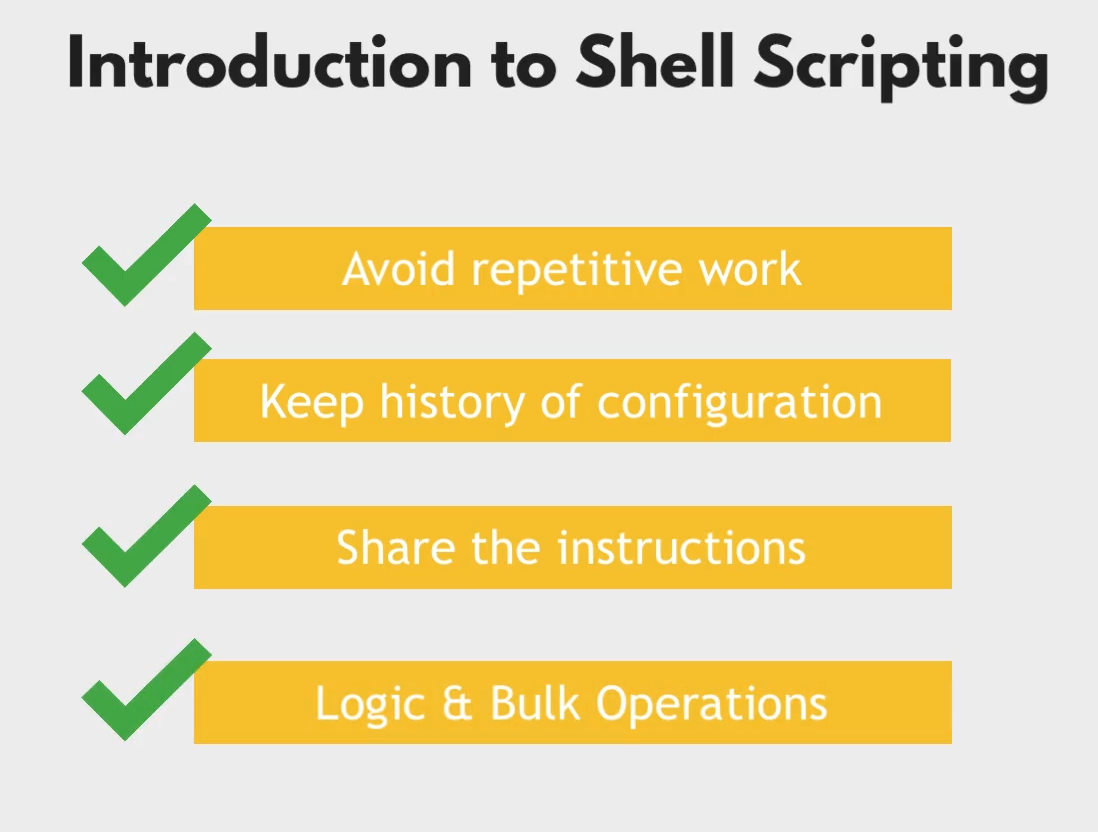 Introduction to Shell Scripting
Avoid repetitive work
Keep history of configuration
Share the instructions
Logic & Bulk Operations